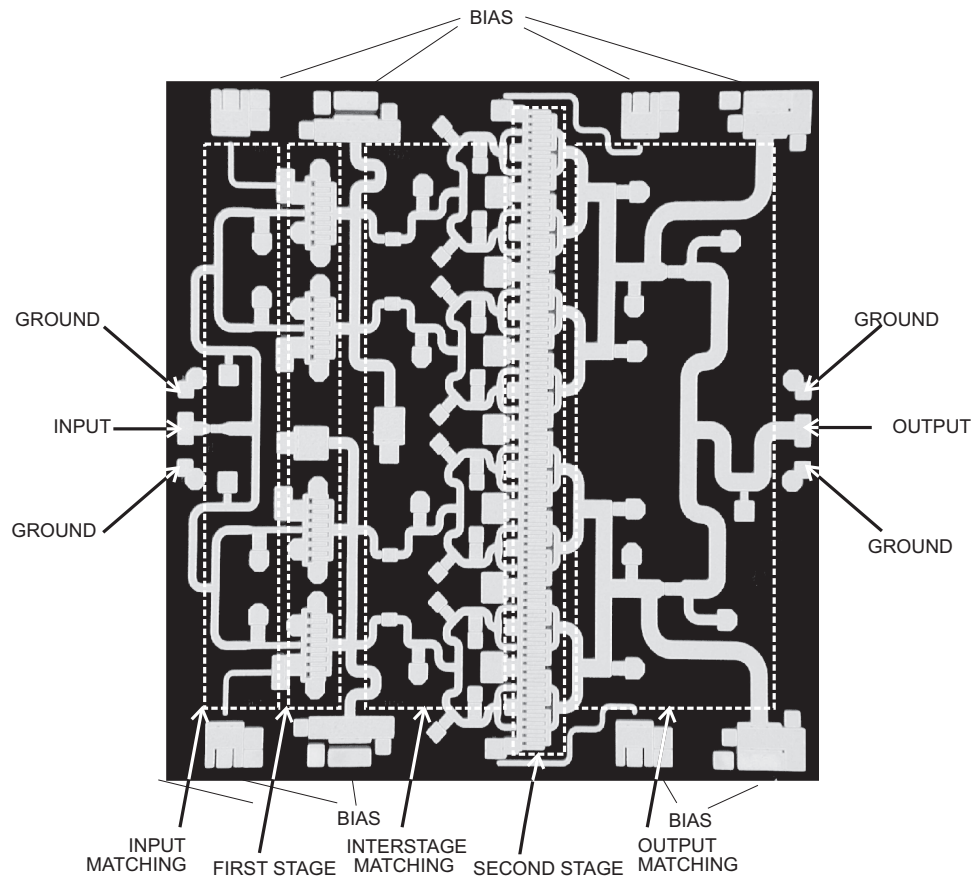 BIAS
GROUND
GROUND
INPUT
OUTPUT
GROUND
GROUND
BIAS
BIAS
INPUT
MATCHING
FIRST STAGE
INTERSTAGE
MATCHING
SECOND STAGE
OUTPUT
MATCHING